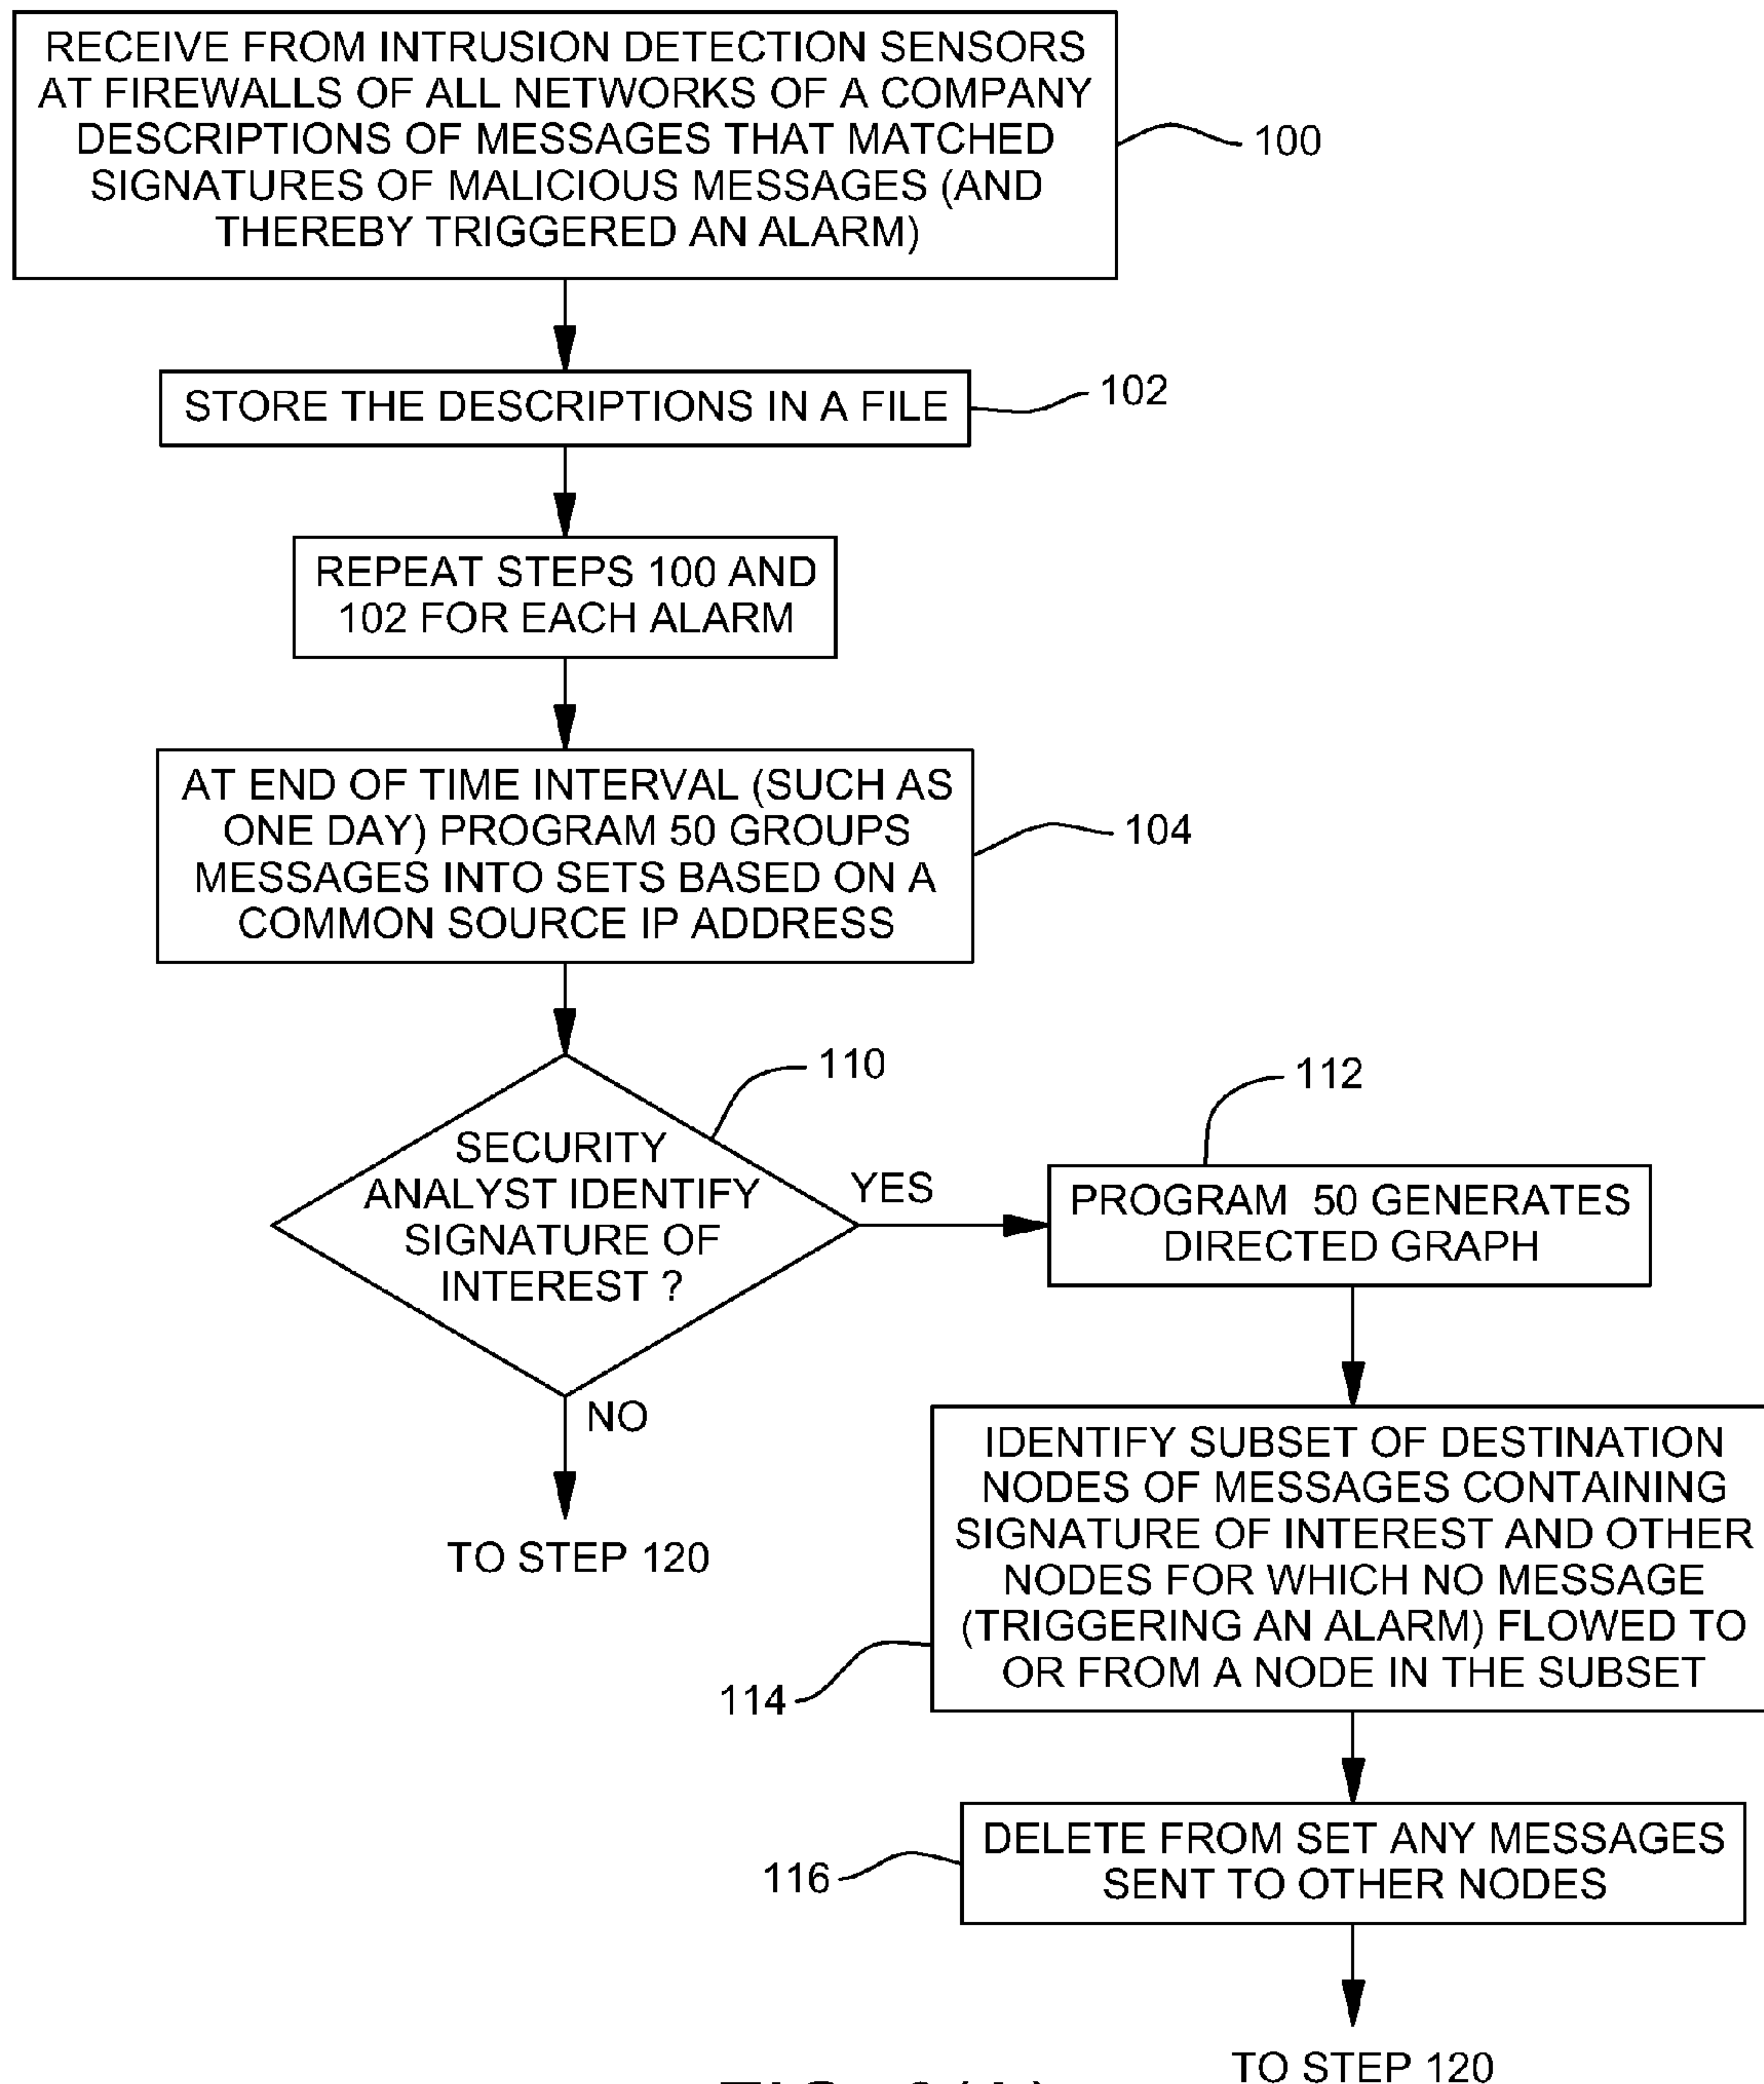 RECEIVE FROM INTRUSION DETECTION SENSORS
AT FIREWALLS OF ALL NETWORKS OF A COMPANY
DESCRIPTIONS OF MESSAGES THAT MATCHED
SIGNATURES OF MALICIOUS MESSAGES (AND
THEREBY TRIGGERED AN ALARM)
100
STORE THE DESCRIPTIONS IN A FILE
102
REPEAT STEPS 100 AND
102 FOR EACH ALARM
AT END OF TIME INTERVAL (SUCH AS
ONE DAY) PROGRAM 50 GROUPS
MESSAGES INTO SETS BASED ON A
COMMON SOURCE IP ADDRESS
104
SECURITY
ANALYST IDENTIFY
SIGNATURE OF
INTEREST ?
110
YES
NO
TO STEP 120
112
PROGRAM 50 GENERATES
DIRECTED GRAPH
IDENTIFY SUBSET OF DESTINATION
NODES OF MESSAGES CONTAINING
SIGNATURE OF INTEREST AND OTHER
NODES FOR WHICH NO MESSAGE
(TRIGGERING AN ALARM) FLOWED TO
OR FROM A NODE IN THE SUBSET
114
DELETE FROM SET ANY MESSAGES
SENT TO OTHER NODES
116
TO STEP 120